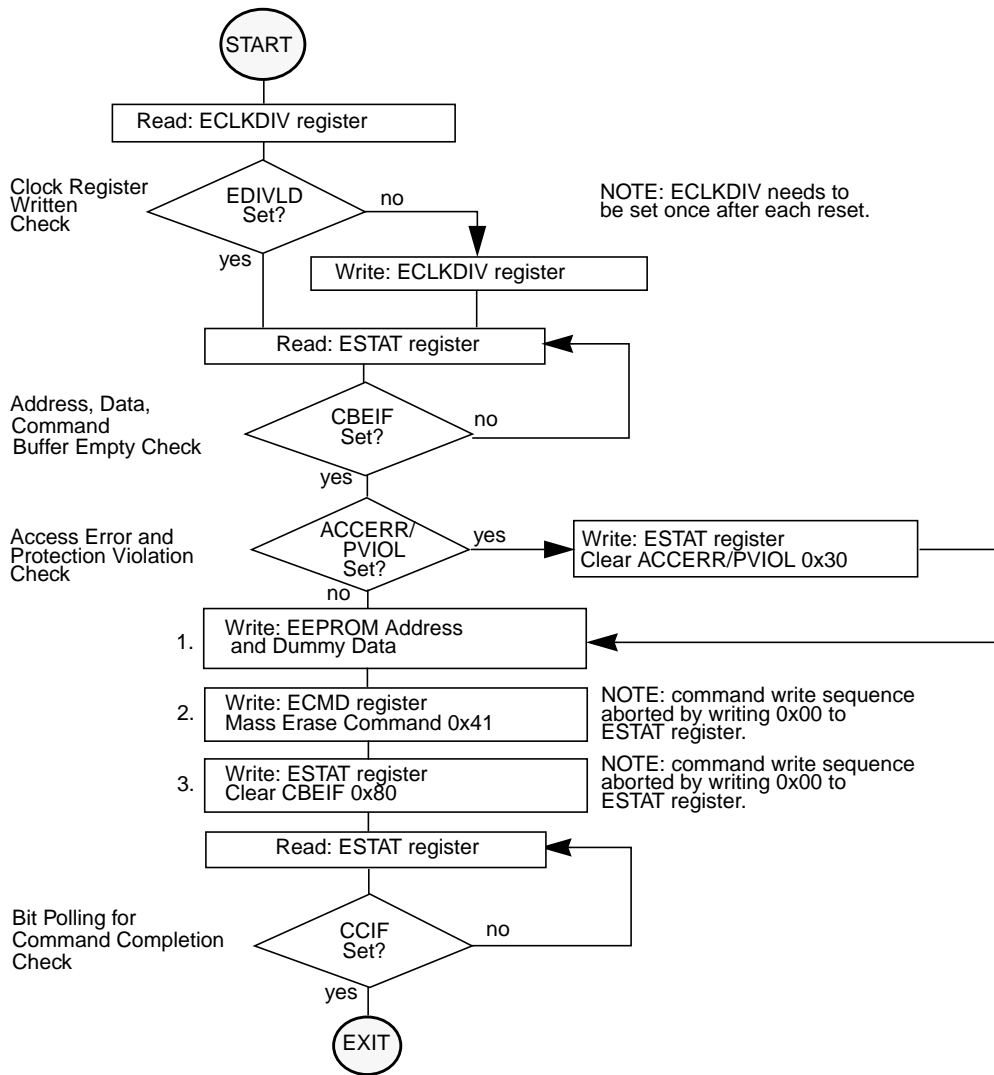 START
Read: ECLKDIV register
Clock Register
Written
Check
EDIVLD
Set?
no
yes
NOTE: ECLKDIV needs to
be set once after each reset.
Write: ECLKDIV register
Read: ESTAT register
Address, Data,
Command
Buffer Empty Check
CBEIF
Set?
no
yes
Access Error and
Protection Violation
Check
ACCERR/
PVIOL
Set?
yes
no
Write: ESTAT register
Clear ACCERR/PVIOL 0x30
1.
Write: EEPROM Address
and Dummy Data
2.
Write: ECMD register
Mass Erase Command 0x41
NOTE: command write sequence
aborted by writing 0x00 to
ESTAT register.
3.
Write: ESTAT register
Clear CBEIF 0x80
NOTE: command write sequence
aborted by writing 0x00 to
ESTAT register.
Read: ESTAT register
Bit Polling for
Command Completion
Check
CCIF
Set?
no
yes
EXIT